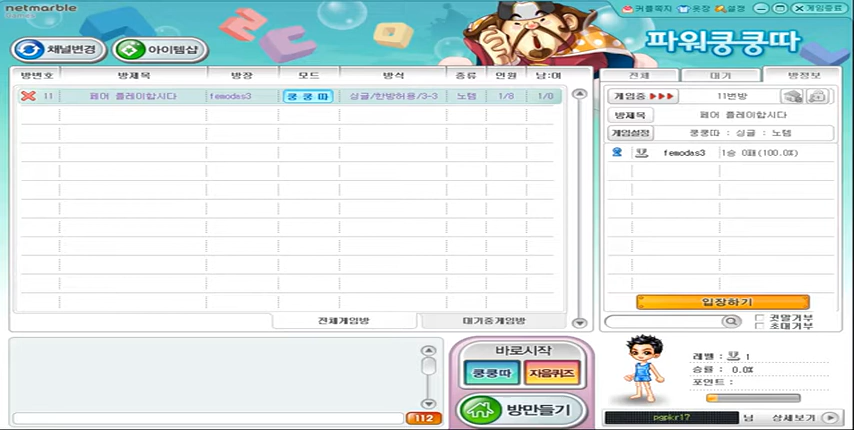 netmarble
Games
커플쪽지 옷장 설정 게임종료
채널변경 아이템샵
파워쿵쿵따
방번호 방제목 방장 모드 방식 종류 인원 남:여
11 페어 플레이합시다 femodas3 쿵쿵따 싱글/한방허용/3-3 노템 1/8 1/0
전체게임방 대기중게임방
전체 대기 방정보
게임중 ▶▶▶ 11번방
방제목 페어 플레이합시다
게임설정 쿵쿵따 : 싱글 : 노템
femodas3 1승 0패(100.0%)
입장하기
귓말거부
초대거부
112
바로시작
쿵쿵따 자음퀴즈
방만들기
레벨 : 1
승률 : 0.0%
포인트 :
pgpkr17 님 상세보기